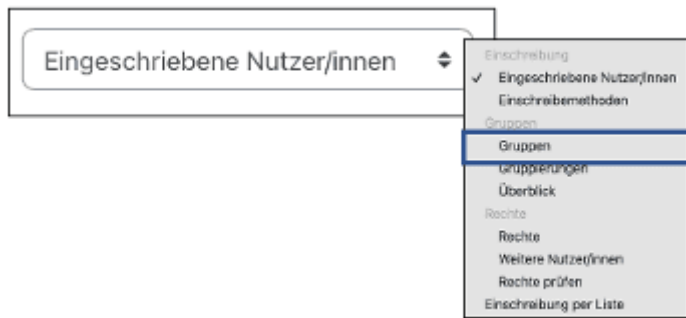 Eingeschriebene Nutzer/innen
Einschreibung
✓ Eingeschriebene Nutzer/innen
Einschreibemethoden
Gruppen
Gruppen
Gruppierungen
Überblick
Rechte
Rechte
Weitere Nutzer/innen
Rechte prüfen
Einschreibung per Liste